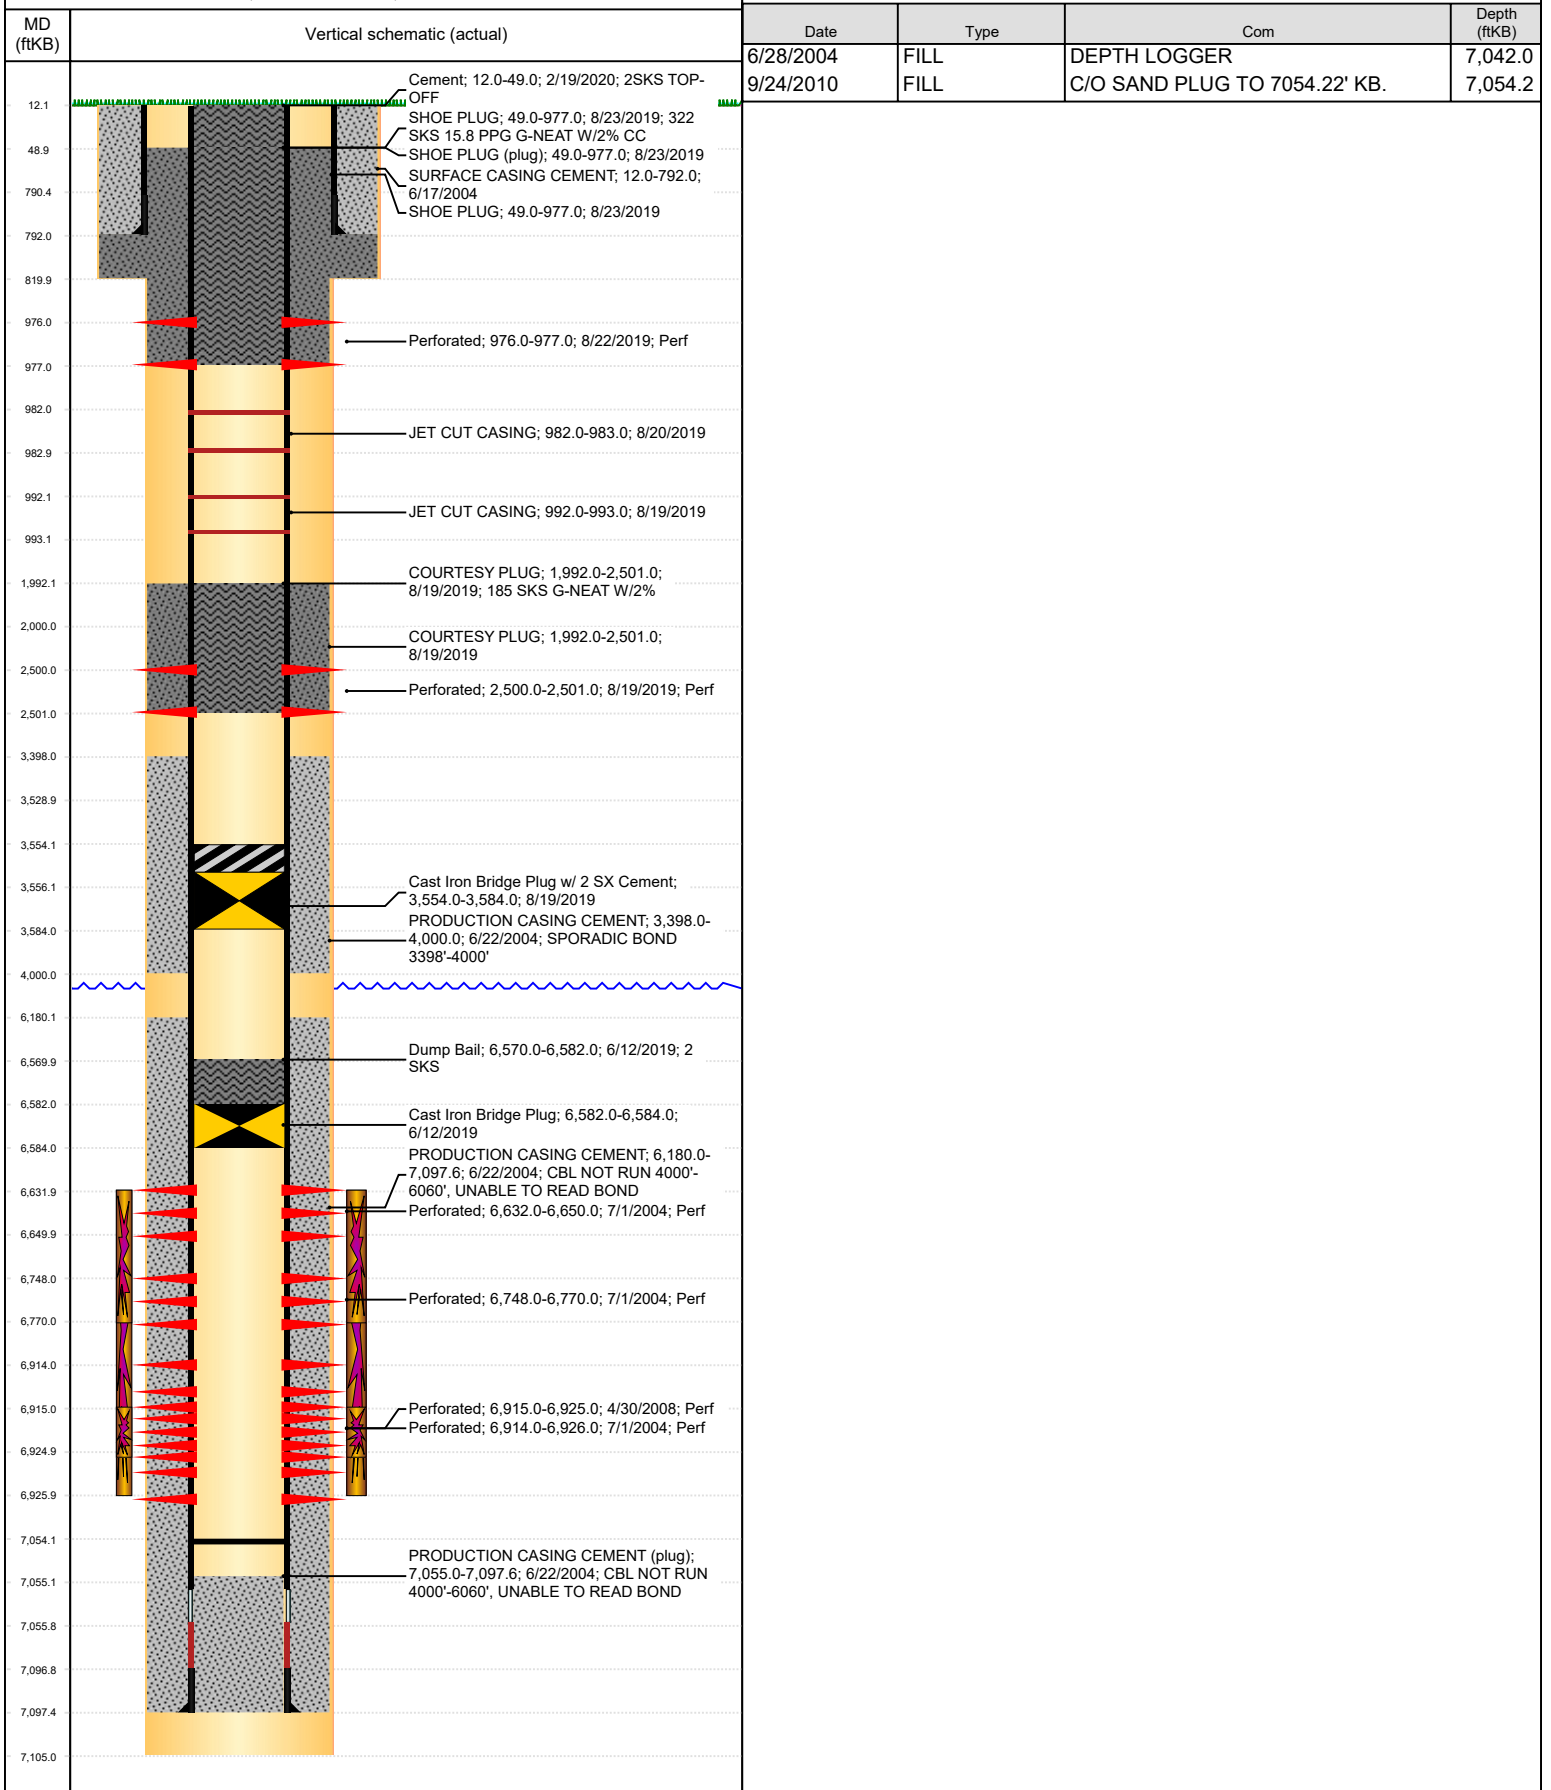 MD
(ftKB)
Vertical schematic (actual)
Date
Type
Com
Depth
(ftKB)
6/28/2004 FILL DEPTH LOGGER 7,042.0
9/24/2010 FILL C/O SAND PLUG TO 7054.22' KB. 7,054.2
12.1
48.9
790.4
792.0
819.9
976.0
977.0
982.0
982.9
992.1
993.1
1,992.1
2,000.0
2,500.0
2,501.0
3,398.0
3,528.9
3,554.1
3,556.1
3,584.0
4,000.0
6,180.1
6,569.9
6,582.0
6,584.0
6,631.9
6,649.9
6,748.0
6,770.0
6,914.0
6,915.0
6,924.9
6,925.9
7,054.1
7,055.1
7,055.8
7,096.8
7,097.4
7,105.0
Cement; 12.0-49.0; 2/19/2020; 2SKS TOP-
OFF
SHOE PLUG; 49.0-977.0; 8/23/2019; 322
SKS 15.8 PPG G-NEAT W/2% CC
SHOE PLUG (plug); 49.0-977.0; 8/23/2019
SURFACE CASING CEMENT; 12.0-792.0;
6/17/2004
SHOE PLUG; 49.0-977.0; 8/23/2019
Perforated; 976.0-977.0; 8/22/2019; Perf
JET CUT CASING; 982.0-983.0; 8/20/2019
JET CUT CASING; 992.0-993.0; 8/19/2019
COURTESY PLUG; 1,992.0-2,501.0;
8/19/2019; 185 SKS G-NEAT W/2%
COURTESY PLUG; 1,992.0-2,501.0;
8/19/2019
Perforated; 2,500.0-2,501.0; 8/19/2019; Perf
Cast Iron Bridge Plug w/ 2 SX Cement;
3,554.0-3,584.0; 8/19/2019
PRODUCTION CASING CEMENT; 3,398.0-
4,000.0; 6/22/2004; SPORADIC BOND
3398'-4000'
Dump Bail; 6,570.0-6,582.0; 6/12/2019; 2
SKS
Cast Iron Bridge Plug; 6,582.0-6,584.0;
6/12/2019
PRODUCTION CASING CEMENT; 6,180.0-
7,097.6; 6/22/2004; CBL NOT RUN 4000'-
6060', UNABLE TO READ BOND
Perforated; 6,632.0-6,650.0; 7/1/2004; Perf
Perforated; 6,748.0-6,770.0; 7/1/2004; Perf
Perforated; 6,915.0-6,925.0; 4/30/2008; Perf
Perforated; 6,914.0-6,926.0; 7/1/2004; Perf
PRODUCTION CASING CEMENT (plug);
7,055.0-7,097.6; 6/22/2004; CBL NOT RUN
4000'-6060', UNABLE TO READ BOND